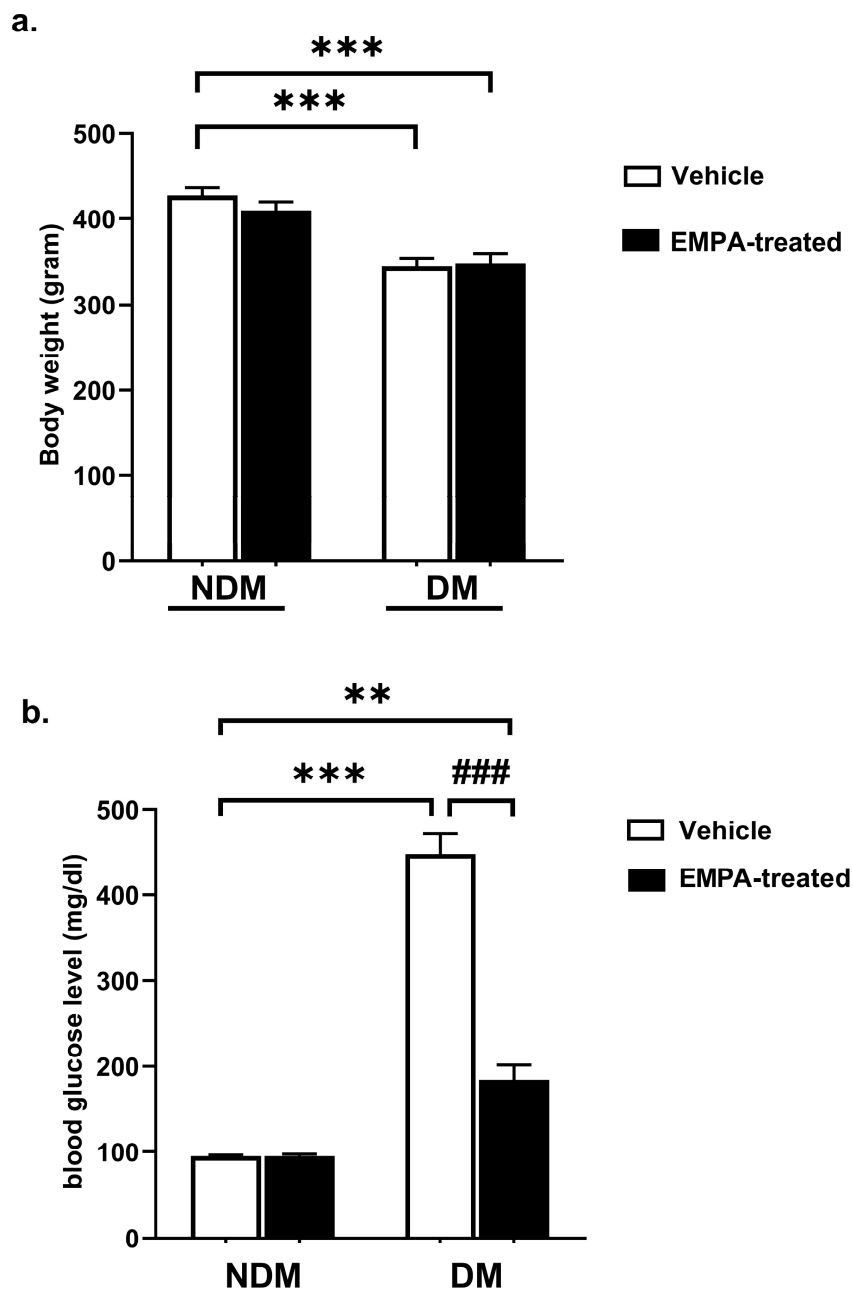 a.
***
***
500
400
300
200
100
0
Body weight (gram)
NDM
DM
Vehicle
EMPA-treated
b.
**
***
###
500
400
300
200
100
0
blood glucose level (mg/dl)
NDM
DM
Vehicle
EMPA-treated